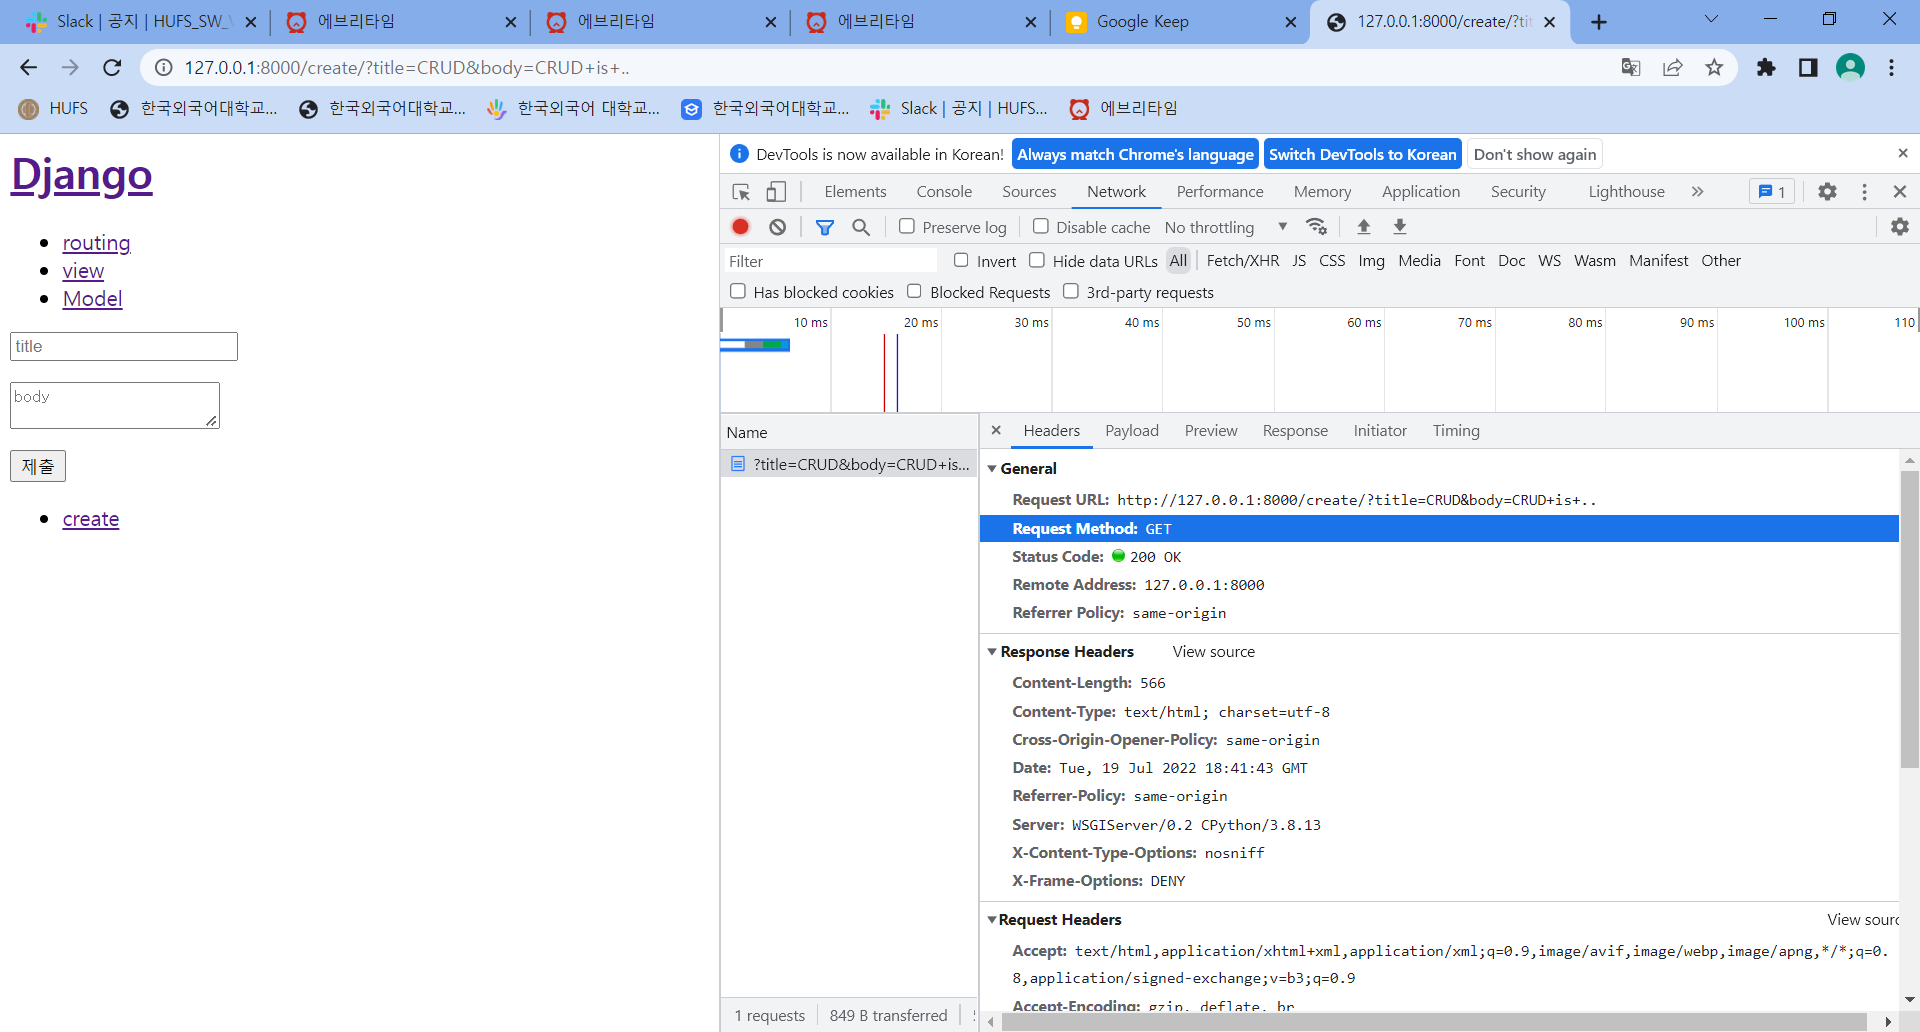 Slack | 공지 | HUFS_SW_
에브리타임
에브리타임
에브리타임
Google Keep
127.0.0.1:8000/create/?tit
127.0.0.1:8000/create/?title=CRUD&body=CRUD+is+..
HUFS
한국외국어대학교...
한국외국어대학교...
한국외국어 대학교...
한국외국어대학교...
Slack | 공지 | HUFS...
에브리타임
Django
routing
view
Model
title
body
제출
create
DevTools is now available in Korean! Always match Chrome's language Switch DevTools to Korean Don't show again
Elements Console Sources Network Performance Memory Application Security Lighthouse » 1
Preserve log Disable cache No throttling
Filter Invert Hide data URLs All Fetch/XHR JS CSS Img Media Font Doc WS Wasm Manifest Other
Has blocked cookies Blocked Requests 3rd-party requests
10 ms 20 ms 30 ms 40 ms 50 ms 60 ms 70 ms 80 ms 90 ms 100 ms 110
Name
?title=CRUD&body=CRUD+is...
1 requests 849 B transferred
Headers Payload Preview Response Initiator Timing
General
Request URL: http://127.0.0.1:8000/create/?title=CRUD&body=CRUD+is+..
Request Method: GET
Status Code: 200 OK
Remote Address: 127.0.0.1:8000
Referrer Policy: same-origin
Response Headers View source
Content-Length: 566
Content-Type: text/html; charset=utf-8
Cross-Origin-Opener-Policy: same-origin
Date: Tue, 19 Jul 2022 18:41:43 GMT
Referrer-Policy: same-origin
Server: WSGIServer/0.2 CPython/3.8.13
X-Content-Type-Options: nosniff
X-Frame-Options: DENY
Request Headers View sourc
Accept: text/html,application/xhtml+xml,application/xml;q=0.9,image/avif,image/webp,image/apng,*/*;q=0.
8,application/signed-exchange;v=b3;q=0.9
Accept-Encoding: gzip, deflate, br